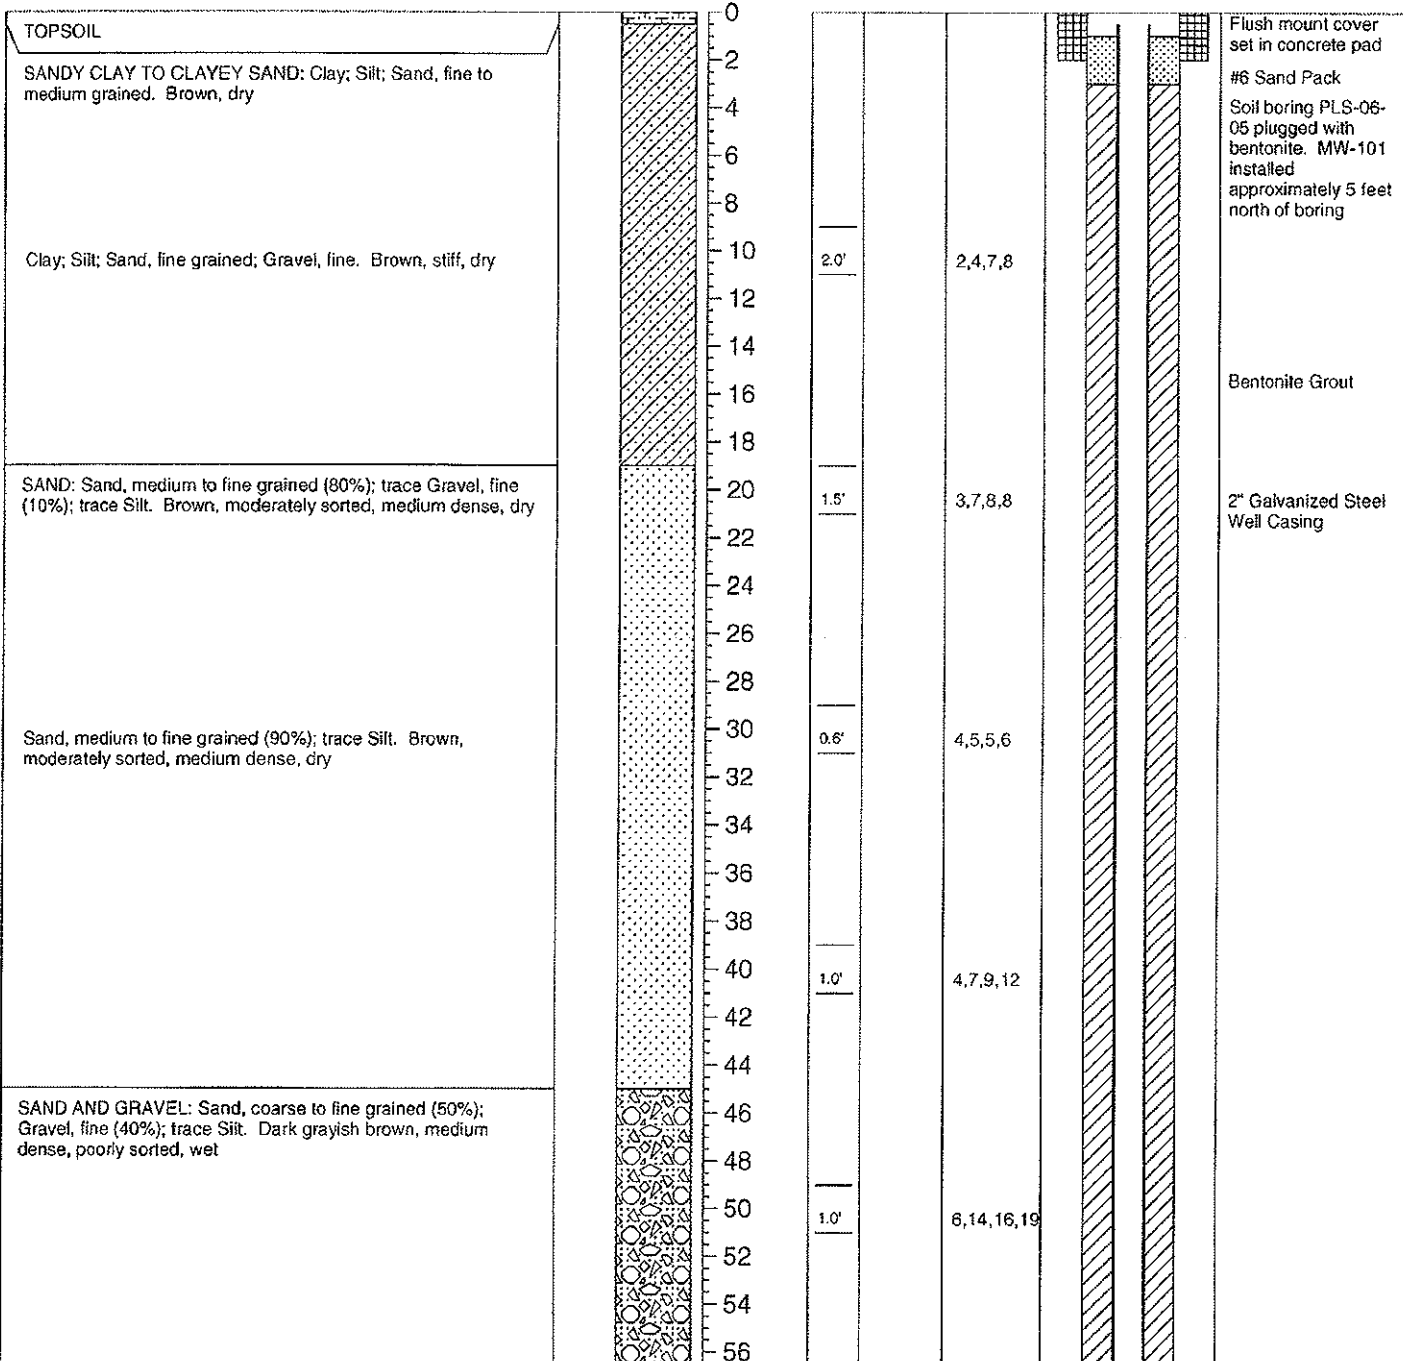 TOPSOIL
SANDY CLAY TO CLAYEY SAND: Clay; Silt; Sand, fine to
medium grained. Brown, dry
Clay; Silt; Sand, fine grained; Gravel, fine. Brown, stiff, dry
SAND: Sand, medium to fine grained (80%); trace Gravel, fine
(10%); trace Silt. Brown, moderately sorted, medium dense, dry
Sand, medium to fine grained (90%); trace Silt. Brown,
moderately sorted, medium dense, dry
SAND AND GRAVEL: Sand, coarse to fine grained (50%);
Gravel, fine (40%); trace Silt. Dark grayish brown, medium
dense, poorly sorted, wet
0
2
4
6
8
10
12
14
16
18
20
22
24
26
28
30
32
34
36
38
40
42
44
46
48
50
52
54
56
2.0'
1.5'
0.6'
1.0'
1.0'
2,4,7,8
3,7,8,8
4,5,5,6
4,7,9,12
6,14,16,19
Flush mount cover
set in concrete pad
#6 Sand Pack
Soil boring PLS-06-
05 plugged with
bentonite. MW-101
installed
approximately 5 feet
north of boring
Bentonite Grout
2" Galvanized Steel
Well Casing